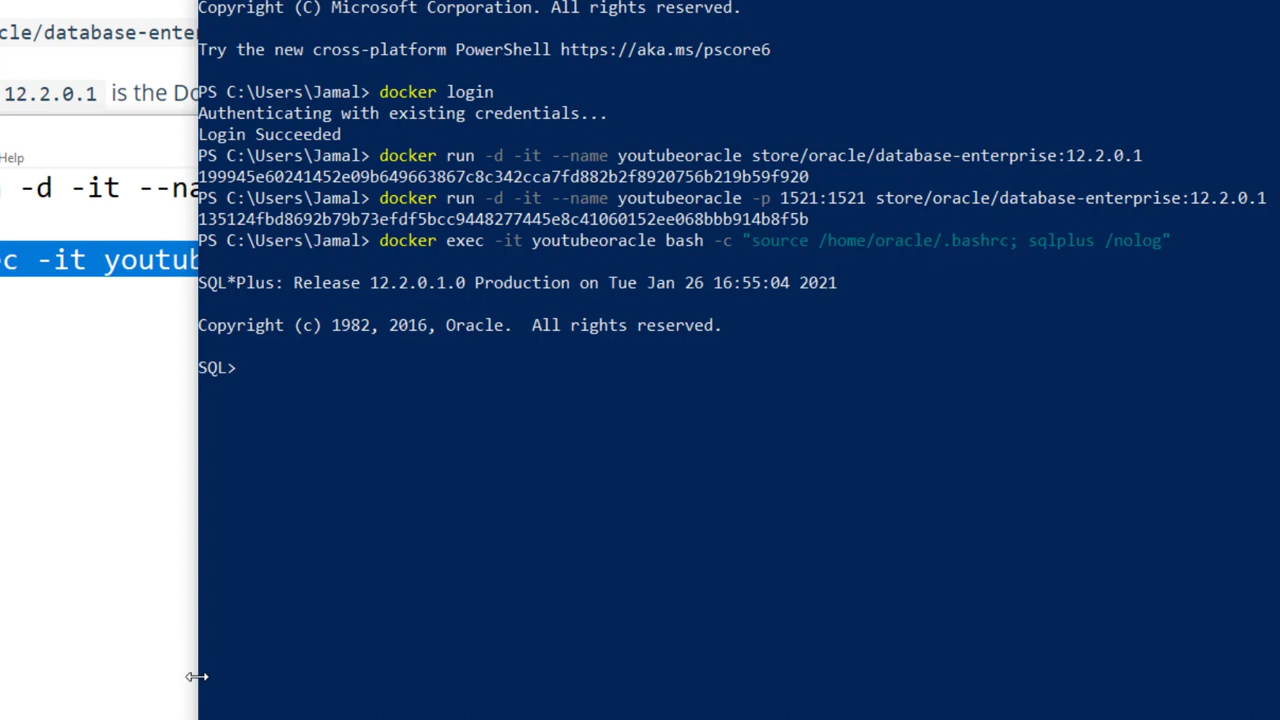 Copyright (C) Microsoft Corporation. All rights reserved.
Try the new cross-platform PowerShell https://aka.ms/pscore6
PS C:\Users\Jamal> docker login
Authenticating with existing credentials...
Login Succeeded
PS C:\Users\Jamal> docker run -d -it --name youtubeoracle store/oracle/database-enterprise:12.2.0.1
199945e60241452e09b649663867c8c342cca7fd882b2f8920756b219b59f920
PS C:\Users\Jamal> docker run -d -it --name youtubeoracle -p 1521:1521 store/oracle/database-enterprise:12.2.0.1
135124fbd8692b79b73efdf5bcc9448277445e8c41060152ee068bbb914b8f5b
PS C:\Users\Jamal> docker exec -it youtubeoracle bash -c "source /home/oracle/.bashrc; sqlplus /nolog"
SQL*Plus: Release 12.2.0.1.0 Production on Tue Jan 26 16:55:04 2021
Copyright (c) 1982, 2016, Oracle.  All rights reserved.
SQL>
cle/database-ente
12.2.0.1 is the Do
Help
-d -it --na
c -it youtub